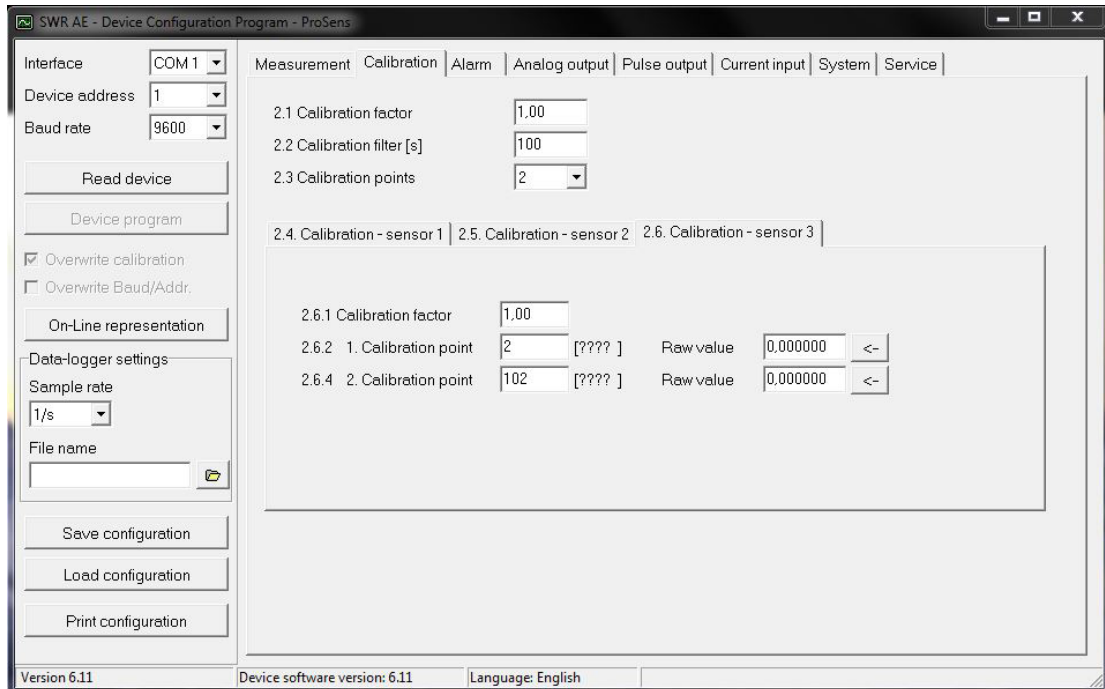 SWR AE - Device Configuration Program - ProSens
Interface COM 1
Device address 1
Baud rate 9600
Read device
Device program
Overwrite calibration
Overwrite Baud/Addr.
On-Line representation
Data-logger settings
Sample rate
1/s
File name
Save configuration
Load configuration
Print configuration
Measurement Calibration Alarm Analog output Pulse output Current input System Service
2.1 Calibration factor 1,00
2.2 Calibration filter [s] 100
2.3 Calibration points 2
2.4. Calibration - sensor 1 2.5. Calibration - sensor 2 2.6. Calibration - sensor 3
2.6.1 Calibration factor 1,00
2.6.2 1. Calibration point 2 [???? ] Raw value 0,000000 <-
2.6.4 2. Calibration point 102 [???? ] Raw value 0,000000 <-
Version 6.11 Device software version: 6.11 Language: English